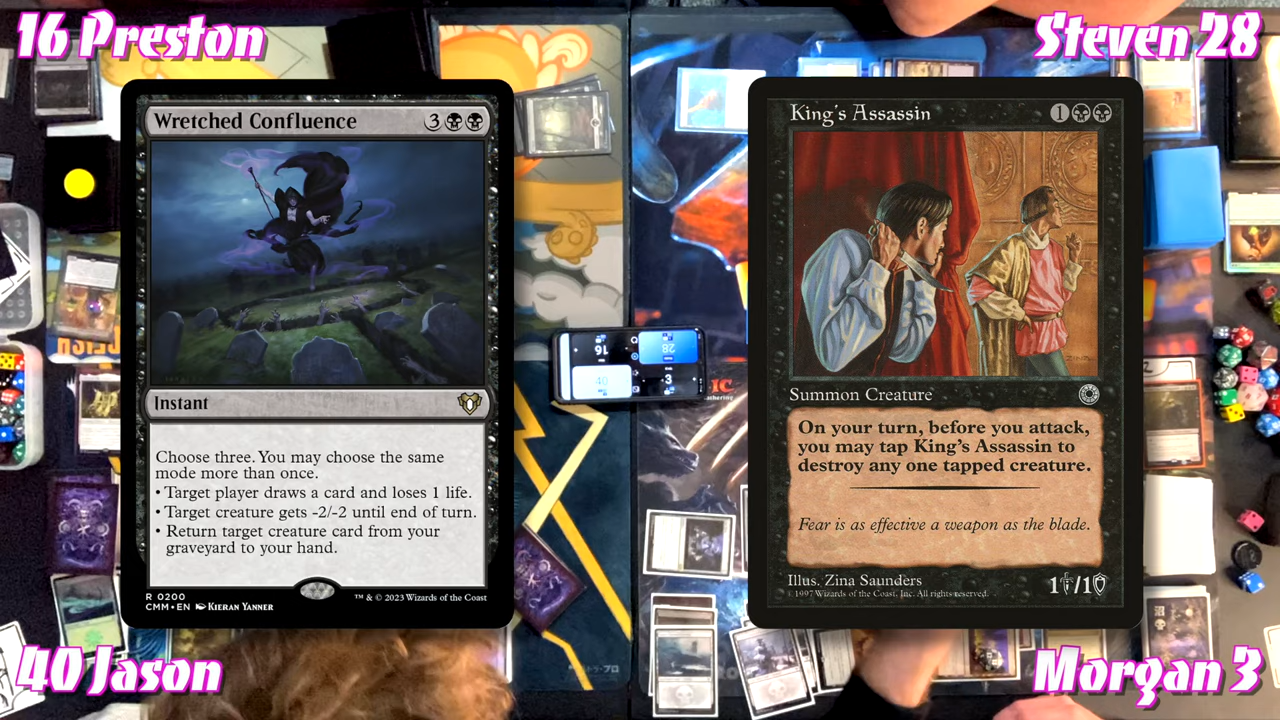 16 Preston
Steven 28
Wretched Confluence 3
Instant
Choose three. You may choose the same
mode more than once.
• Target player draws a card and loses 1 life.
• Target creature gets -2/-2 until end of turn.
• Return target creature card from your
graveyard to your hand.
R 0200
CMM • EN KIERAN YANNER
™ & © 2023 Wizards of the Coast
16
28
40
3
King's Assassin 1
Summon Creature
On your turn, before you attack,
you may tap King's Assassin to
destroy any one tapped creature.
Fear is as effective a weapon as the blade.
Illus. Zina Saunders
© 1997 Wizards of the Coast, Inc. All rights reserved.
1/1
40 Jason
Morgan 3